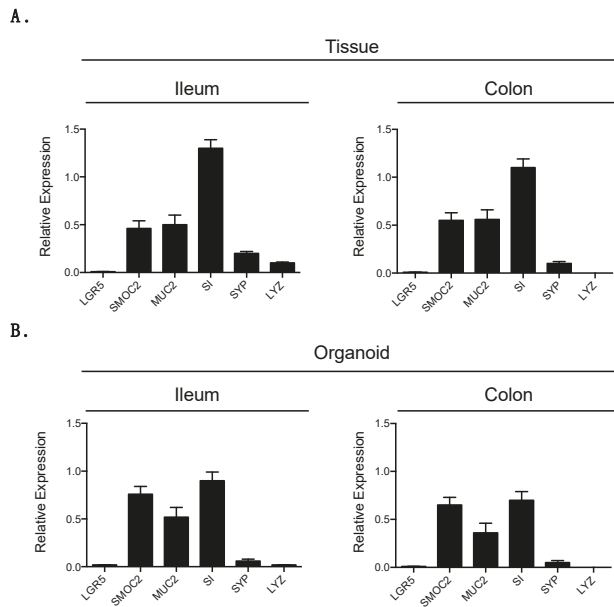 A.
Tissue
Ileum
Colon
Relative Expression
1.5
1.0
0.5
0.0
LGR5
SMOC2
MUC2
SI
SYP
LYZ
Relative Expression
1.5
1.0
0.5
0.0
LGR5
SMOC2
MUC2
SI
SYP
LYZ
B.
Organoid
Ileum
Colon
Relative Expression
1.5
1.0
0.5
0.0
LGR5
SMOC2
MUC2
SI
SYP
LYZ
Relative Expression
1.5
1.0
0.5
0.0
LGR5
SMOC2
MUC2
SI
SYP
LYZ